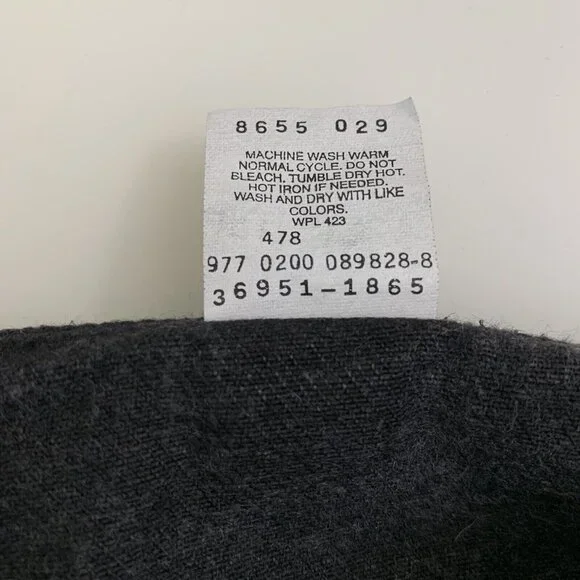 8655 029
MACHINE WASH WARM
NORMAL CYCLE. DO NOT
BLEACH. TUMBLE DRY HOT.
HOT IRON IF NEEDED.
WASH AND DRY WITH LIKE
COLORS.
WPL 423
478
977 0200 089828-8
36951-1865